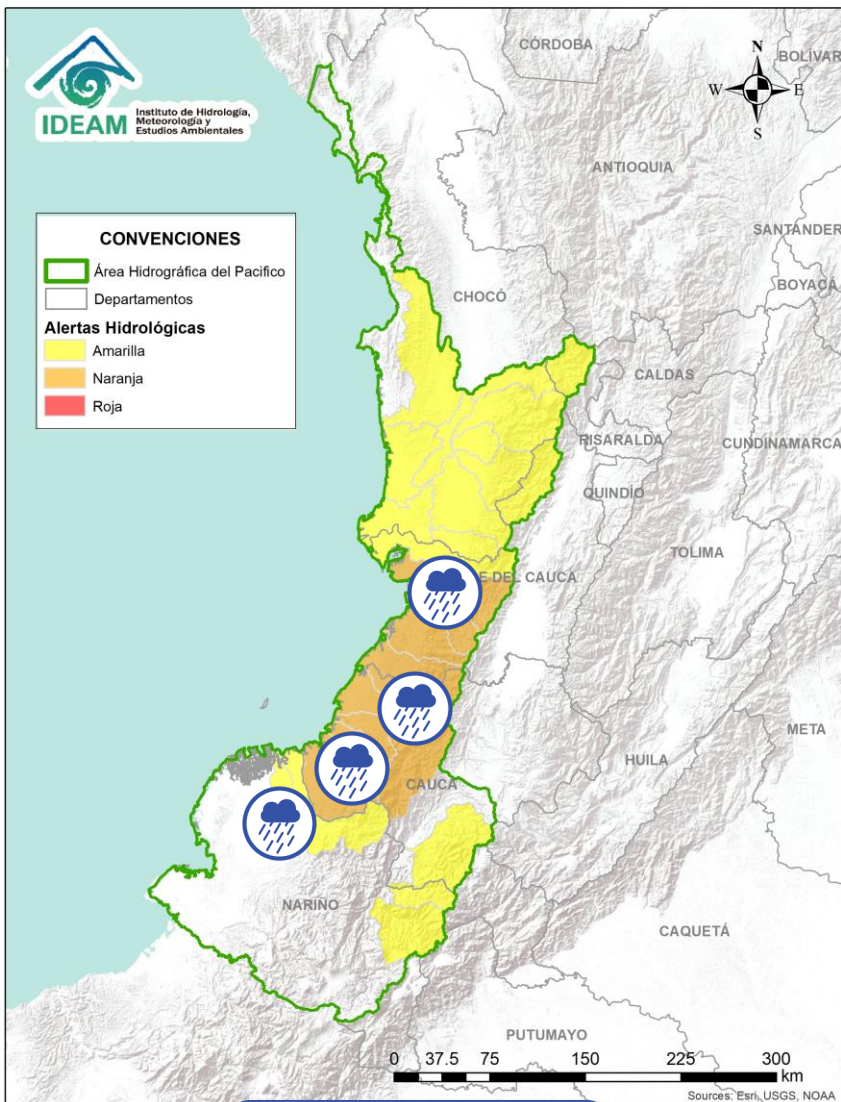 IDEAM
Instituto de Hidrología,
Meteorología y
Estudios Ambientales
CÓRDOBA
BOLÍVAR
N
W
E
S
ANTIOQUIA
SANTANDER
BOYACÁ
CONVENCIONES
Área Hidrográfica del Pacifico
Departamentos
Alertas Hidrológicas
Amarilla
Naranja
Roja
CHOCÓ
CALDAS
RISARALDA
CUNDINAMARCA
QUINDÍO
TOLIMA
E DEL CAUCA
META
HUILA
CAUCA
NARIÑO
CAQUETÁ
PUTUMAYO
0 37.5 75 150 225 300
km
Sources: Esri, USGS, NOAA